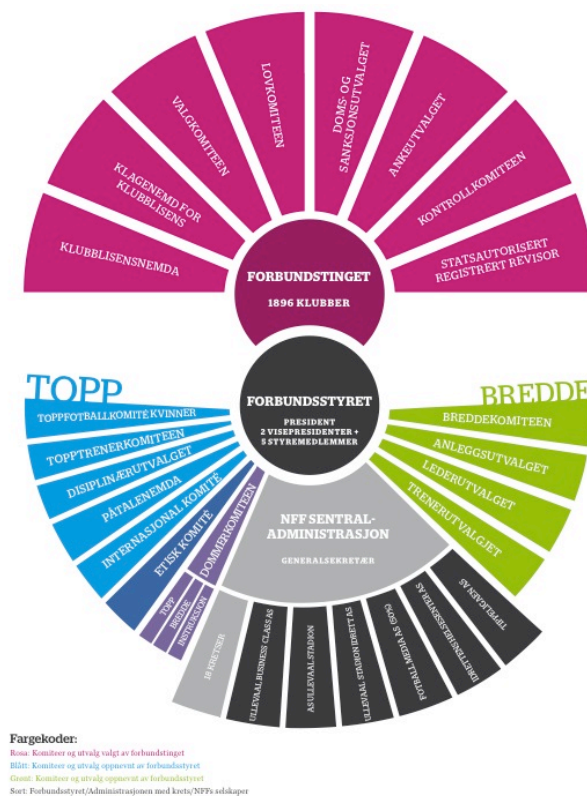 KLUBBLISENSNEMDA
KLAGENEMD FOR
KLUBBLISENS
VALGKOMITEEN
LOVKOMITEEN
DOMS- OG
SANKSJONSUTVALGET
ANKEUTVALGET
KONTROLLKOMITEEN
STATSAUTORISERT
REGISTRERT REVISOR
FORBUNDSTINGET
1896 KLUBBER
FORBUNDSSTYRET
PRESIDENT
2 VISEPRESIDENTER +
5 STYREMEDLEMMER
TOPP
TOPPFOTBALLKOMITÉ KVINNER
TOPPTRENERKOMITEEN
DISIPLINÆRUTVALGET
PÅTALENEMDA
INTERNASJONAL KOMITÉ
ETISK KOMITÉ
DOMMERKOMITEEN
TOPP
BREDDE
INSTRUKSJON
BREDDE
BREDDEKOMITEEN
ANLEGGSUTVALGET
LEDERUTVALGET
TRENERUTVALGJET
NFF SENTRAL-
ADMINISTRASJON
GENERALSEKRETÆR
18 KRETSER
ULLEVAAL BUSINESS CLASS AS
AS ULLEVAAL STADION
ULLEVAAL STADION IDRETT AS
FOTBALL MEDIA AS (50%)
IDRETTENS HELSESENTER AS
TIPPELIGAEN AS
Fargekoder:
Rosa: Komiteer og utvalg valgt av forbundstinget
Blått: Komiteer og utvalg oppnevnt av forbundsstyret
Grønt: Komiteer og utvalg oppnevnt av forbundsstyret
Sort: Forbundsstyret/Administrasjonen med krets/NFFs selskaper